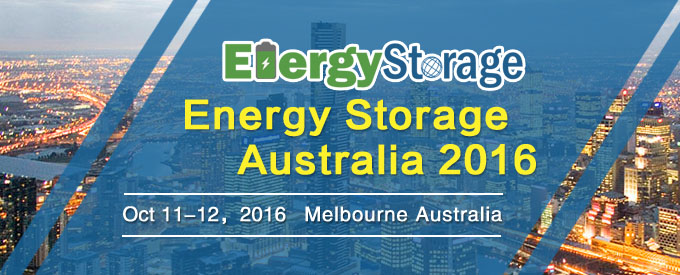 EnergyStorage
Energy Storage
Australia 2016
Oct 11–12，2016 Melbourne Australia